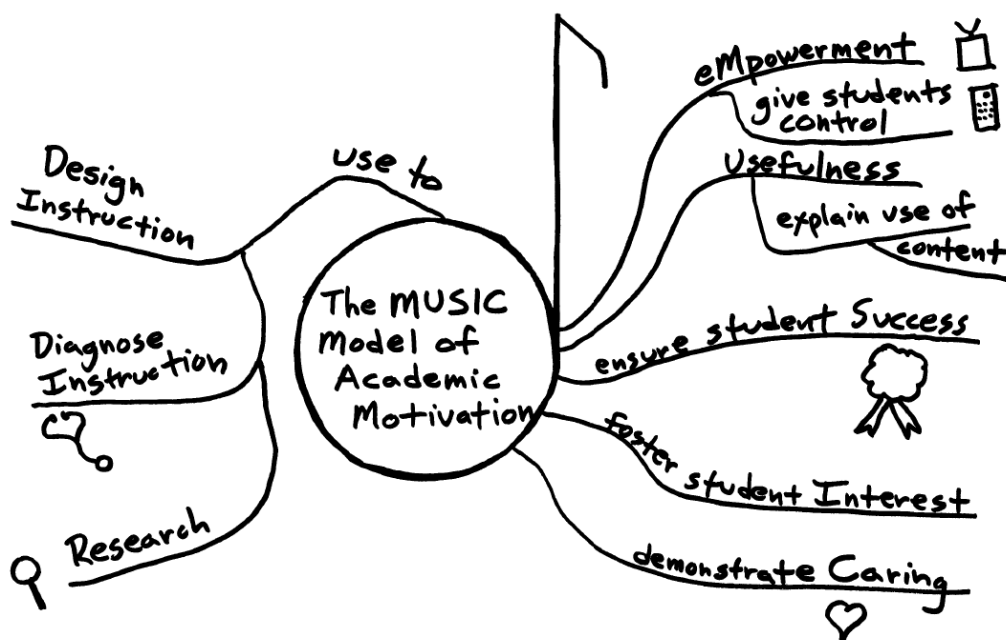 The MUSIC
Model of
Academic
Motivation
use to
Design
Instruction
Diagnose
Instruction
Research
eMpowerment
give students
control
Usefulness
explain use of
content
ensure student Success
foster student Interest
demonstrate Caring